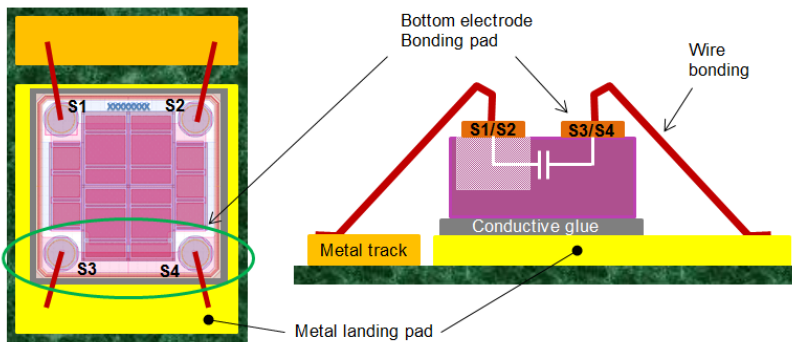 Bottom electrode
Bonding pad
Wire
bonding
S1
XXXXXXXX
S2
S1/S2
S3/S4
Conductive glue
Metal track
S3
S4
Metal landing pad